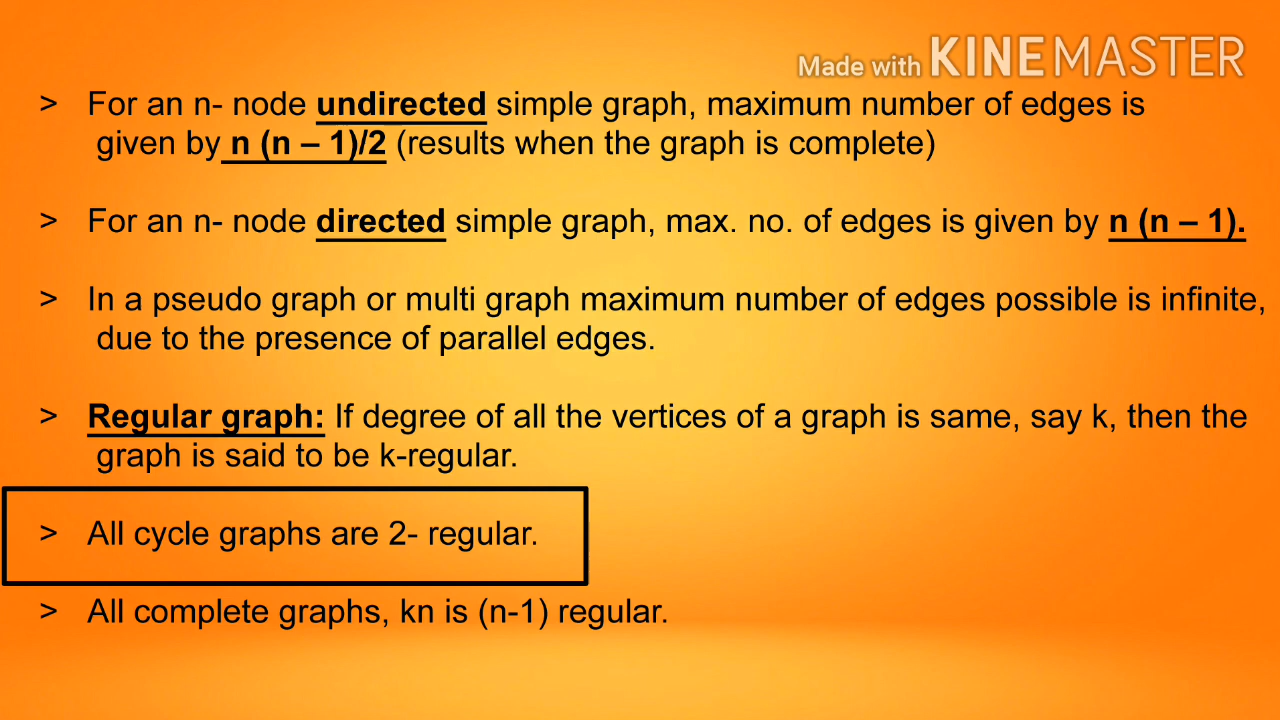 Made with KINEMASTER
> For an n- node undirected simple graph, maximum number of edges is
given by n (n – 1)/2 (results when the graph is complete)
> For an n- node directed simple graph, max. no. of edges is given by n (n – 1).
> In a pseudo graph or multi graph maximum number of edges possible is infinite,
due to the presence of parallel edges.
> Regular graph: If degree of all the vertices of a graph is same, say k, then the
graph is said to be k-regular.
> All cycle graphs are 2- regular.
> All complete graphs, kn is (n-1) regular.